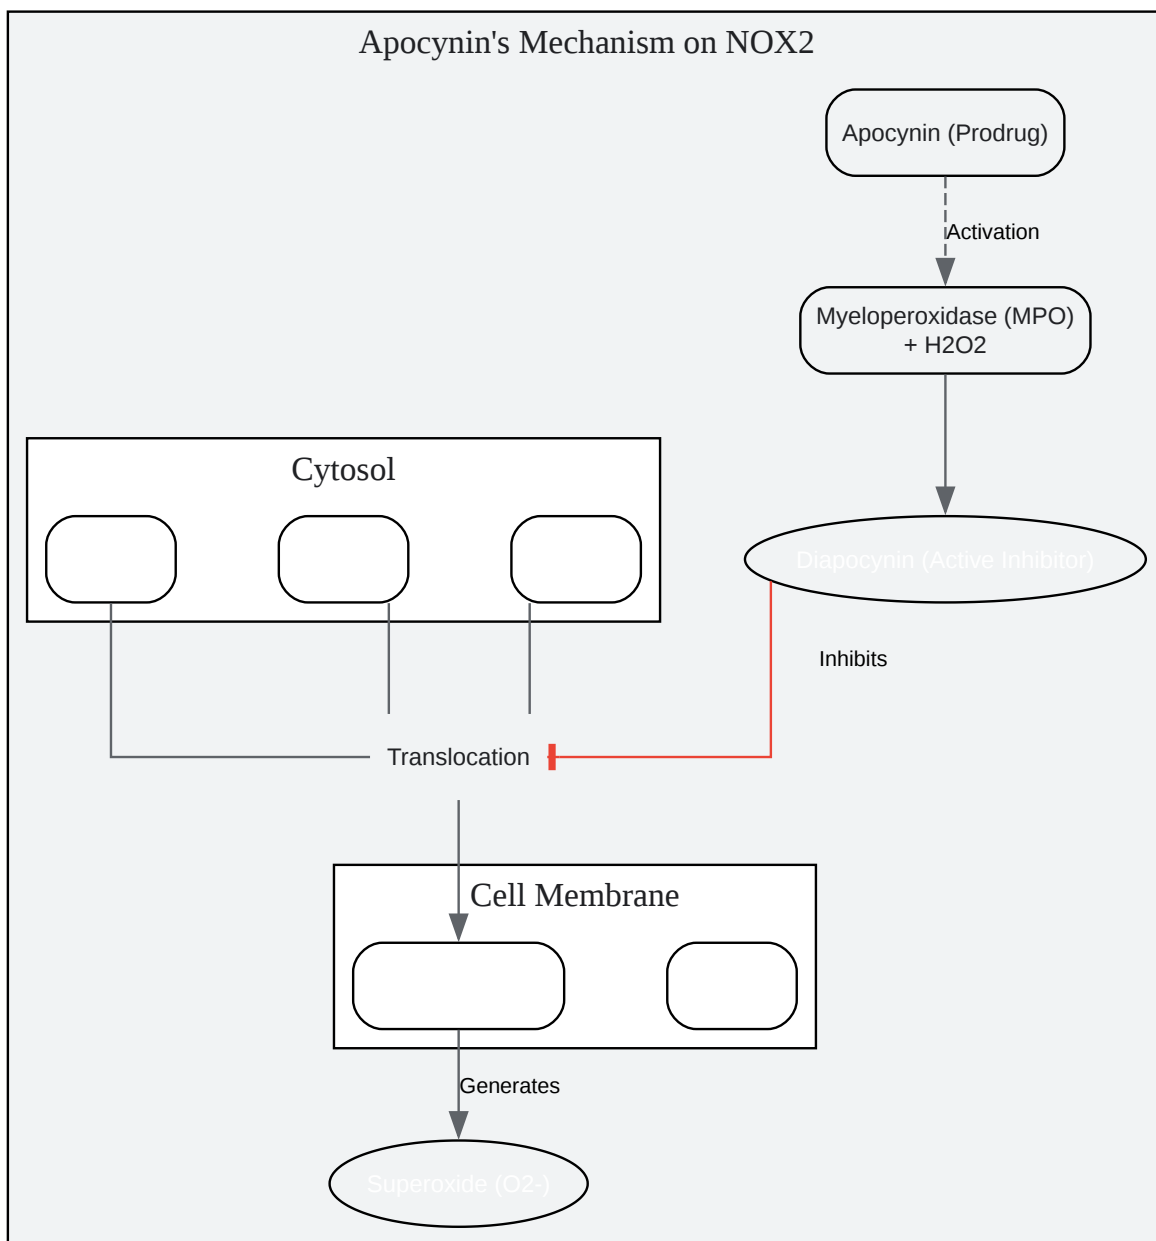 Apocynin's Mechanism on NOX2
Apocynin (Prodrug)
Activation
Myeloperoxidase (MPO)
+ H2O2
Cytosol
Diapocynin (Active Inhibitor)
Inhibits
Translocation
Cell Membrane
Generates
Superoxide (O2-)